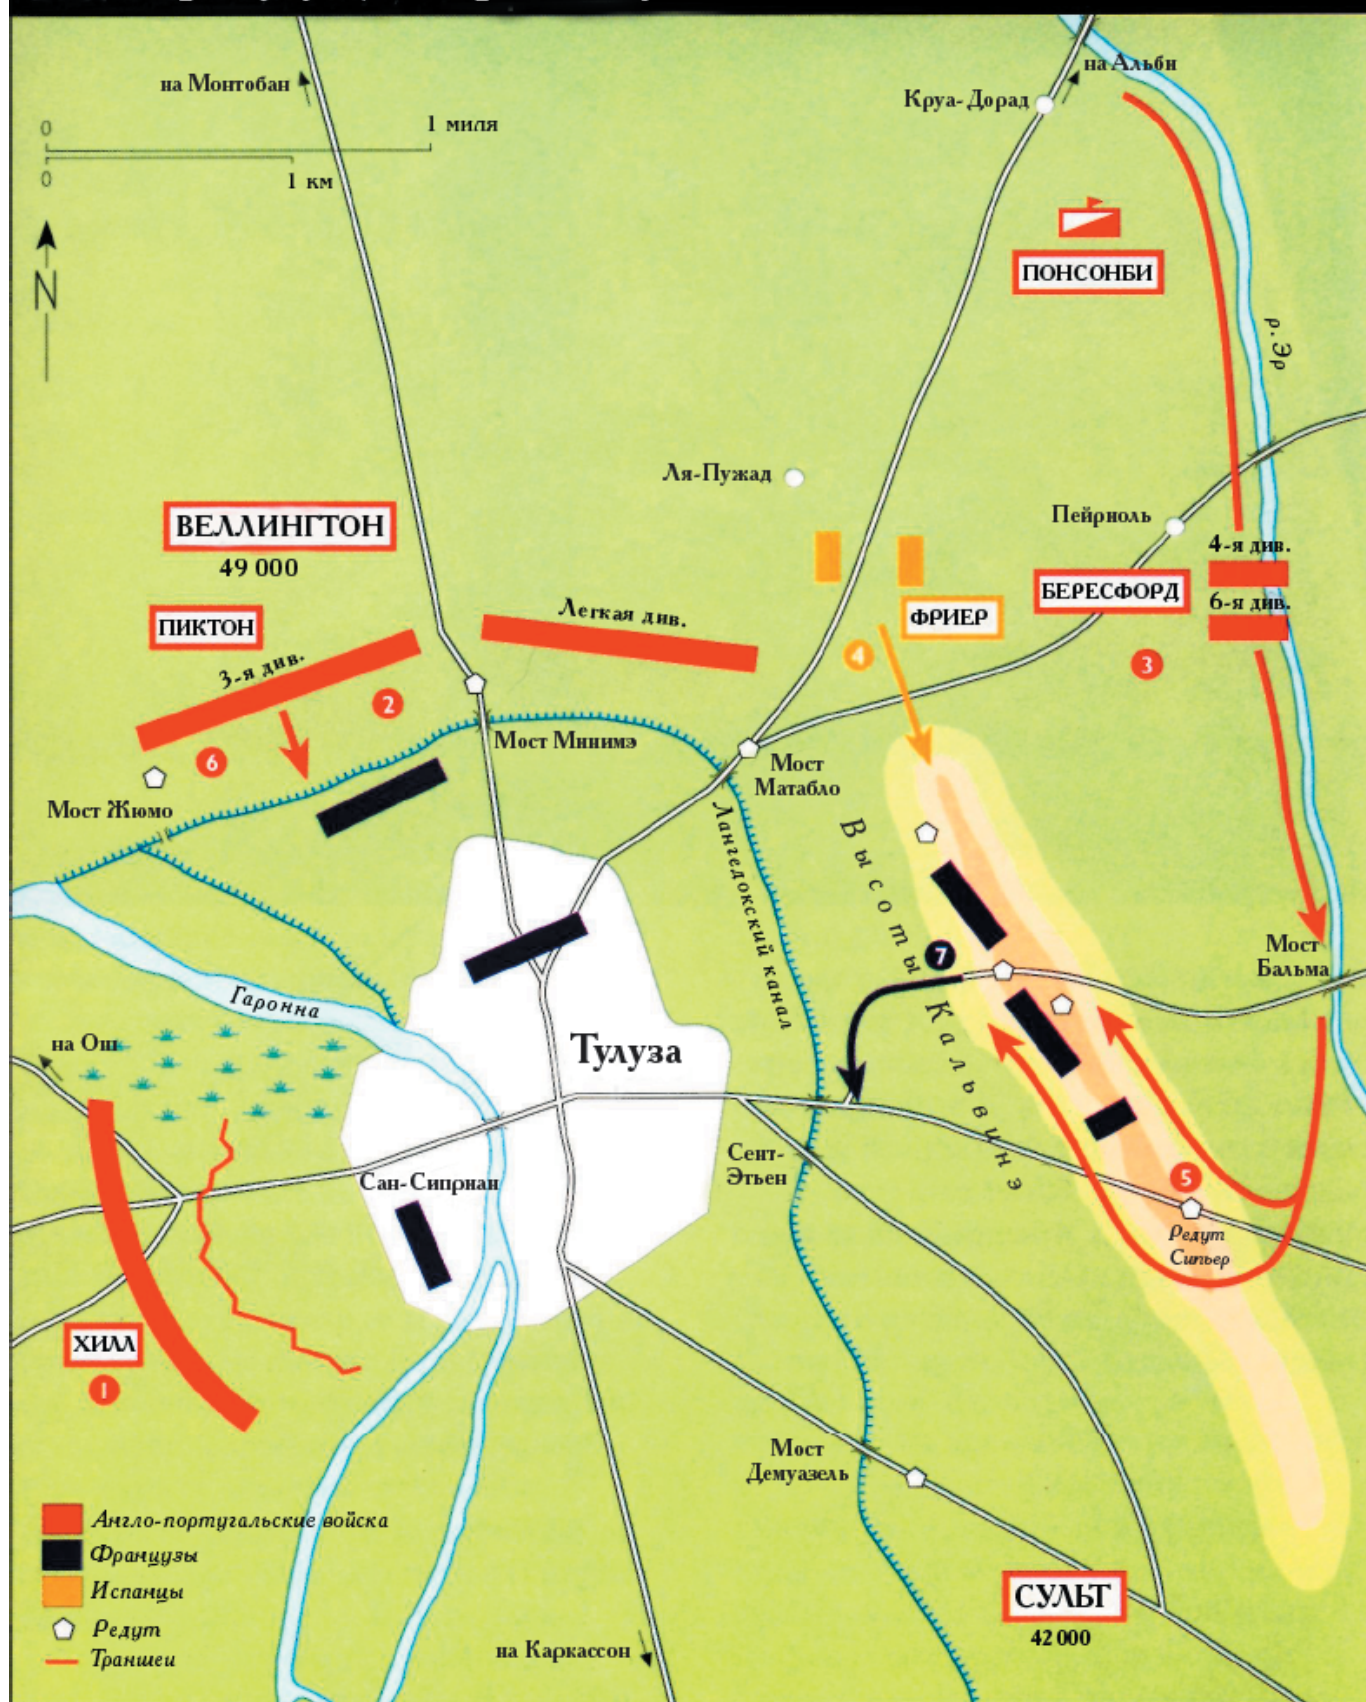 на Монтобан
на Альби
Круа-Дорад
0
1 миля
0
1 км
N
ПОНСОНБИ
р. Эр
Ля-Пужад
Пейриоль
ВЕЛЛИНГТОН
49 000
ПИКТОН
3-я див.
Легкая див.
ФРИЕР
БЕРЕСФОРД
4-я див.
6-я див.
4
3
2
6
Мост Минимэ
Мост
Матабло
Мост Жюмо
Лангедокский канал
Высоты Кальвинэ
7
Мост
Бальма
Гаронна
на Ош
Тулуза
Сан-Сиприан
Сент-
Этьен
5
Редут
Сипьер
ХИЛЛ
1
Мост
Демуазель
СУЛЬТ
42 000
на Каркассон
Англо-португальские войска
Французы
Испанцы
Редут
Траншеи